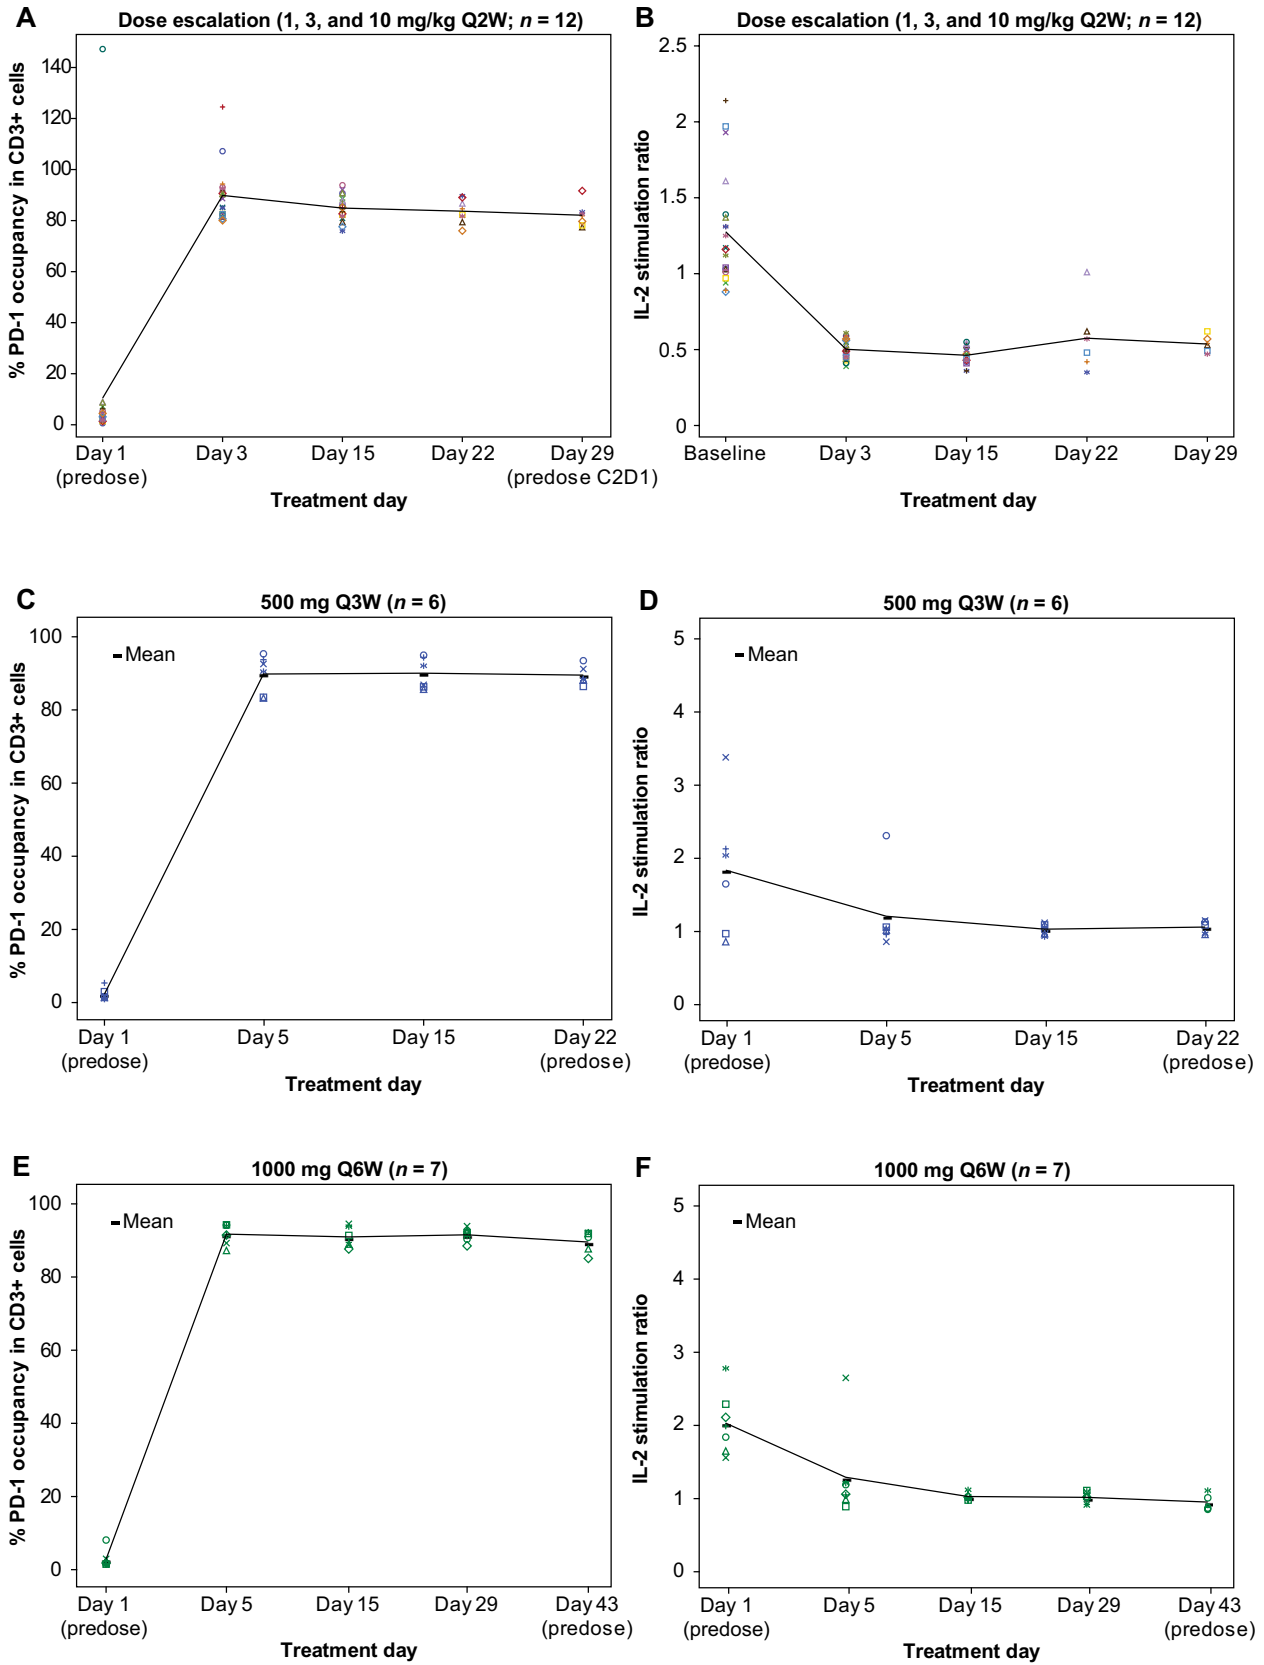 A
Dose escalation (1, 3, and 10 mg/kg Q2W; n = 12)
% PD-1 occupancy in CD3+ cells
140
120
100
80
60
40
20
0
Day 1
(predose)
Day 3
Day 15
Day 22
Day 29
(predose C2D1)
Treatment day
B
Dose escalation (1, 3, and 10 mg/kg Q2W; n = 12)
IL-2 stimulation ratio
2.5
2
1.5
1
0.5
0
Baseline
Day 3
Day 15
Day 22
Day 29
Treatment day
C
500 mg Q3W (n = 6)
% PD-1 occupancy in CD3+ cells
100
80
60
40
20
0
Mean
Day 1
(predose)
Day 5
Day 15
Day 22
(predose)
Treatment day
D
500 mg Q3W (n = 6)
IL-2 stimulation ratio
5
4
3
2
1
0
Mean
Day 1
(predose)
Day 5
Day 15
Day 22
(predose)
Treatment day
E
1000 mg Q6W (n = 7)
% PD-1 occupancy in CD3+ cells
100
80
60
40
20
0
Mean
Day 1
(predose)
Day 5
Day 15
Day 29
Day 43
(predose)
Treatment day
F
1000 mg Q6W (n = 7)
IL-2 stimulation ratio
5
4
3
2
1
0
Mean
Day 1
(predose)
Day 5
Day 15
Day 29
Day 43
(predose)
Treatment day